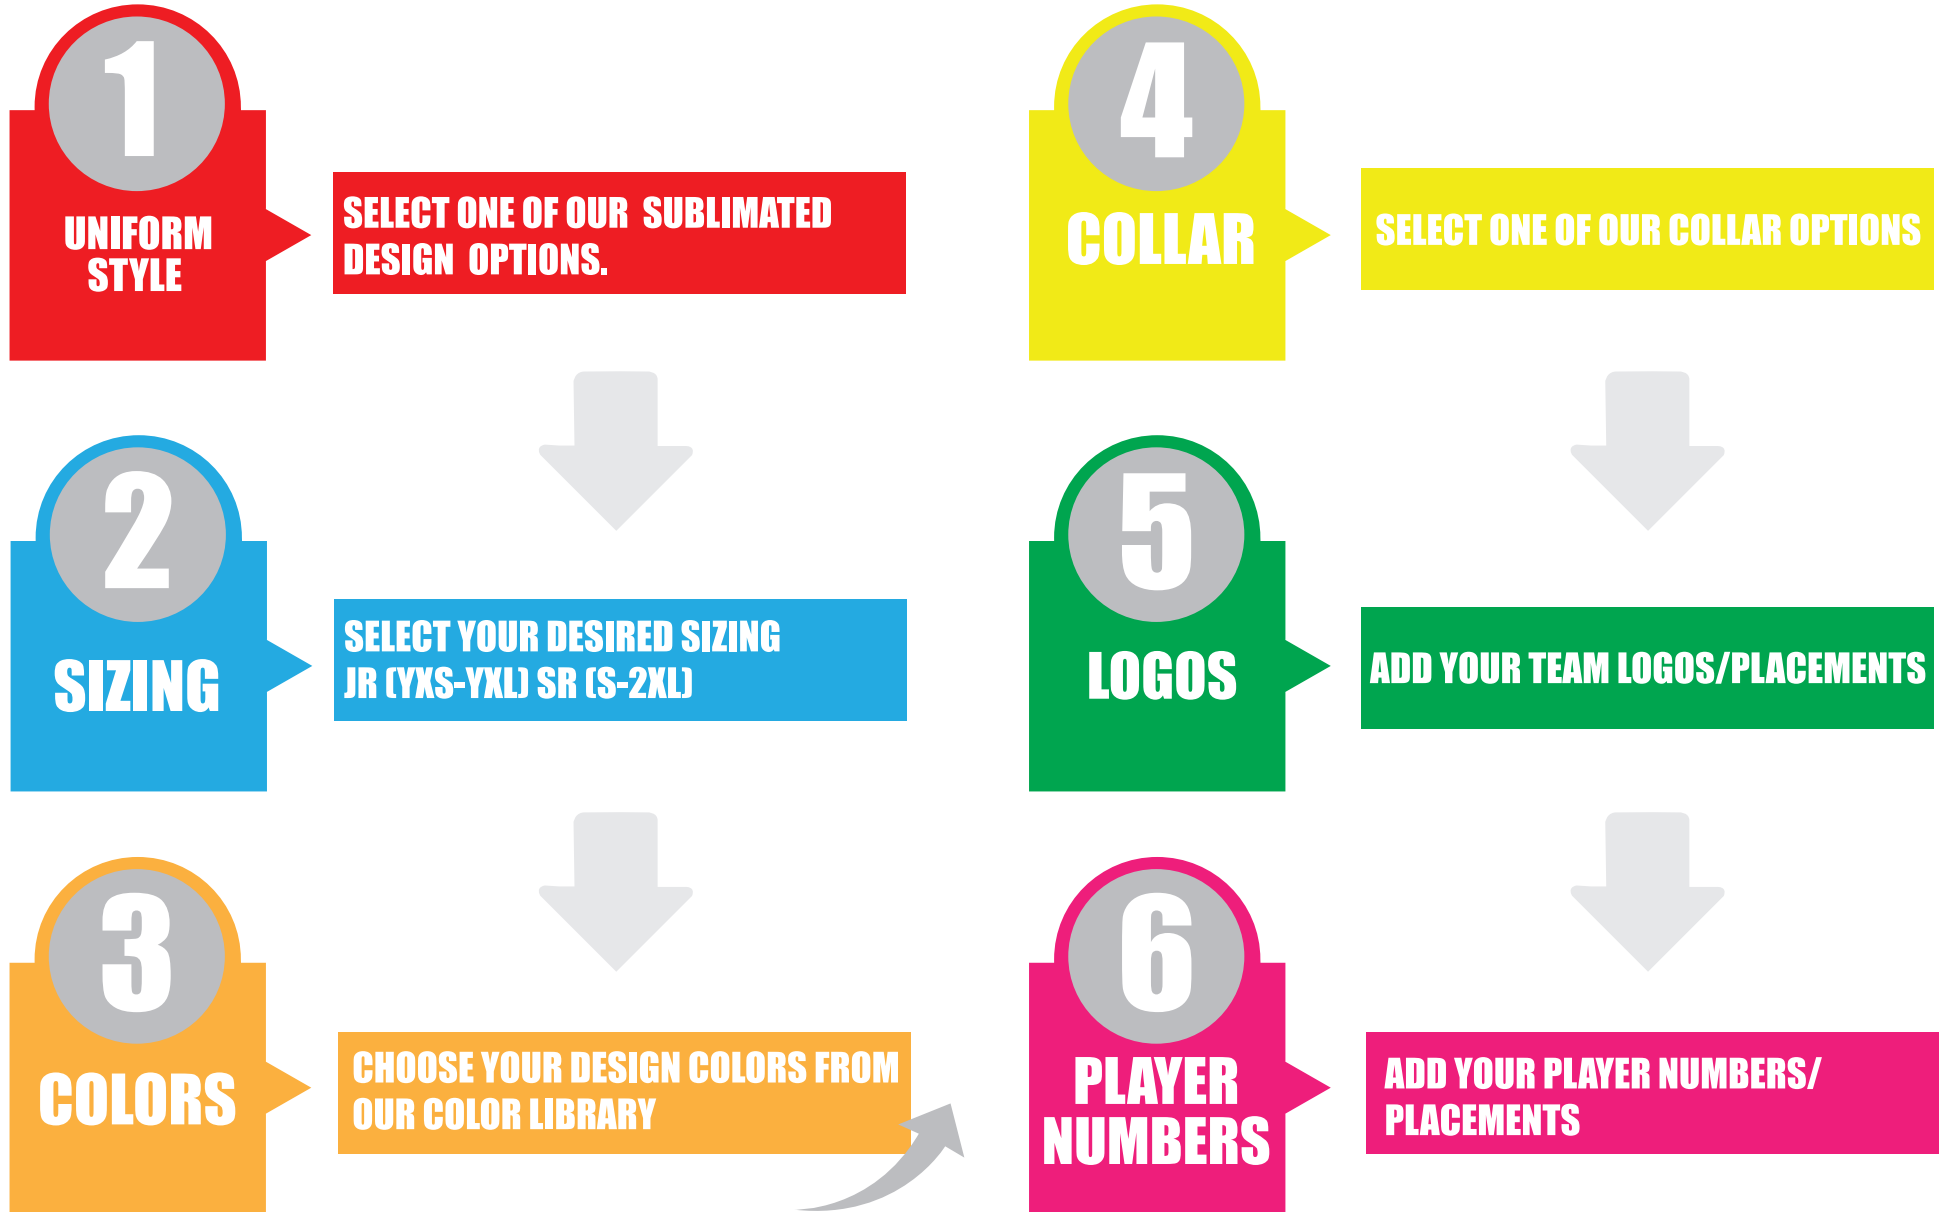 1
UNIFORM
STYLE
SELECT ONE OF OUR SUBLIMATED
DESIGN OPTIONS.
2
SIZING
SELECT YOUR DESIRED SIZING
JR (YXS-YXL) SR (S-2XL)
3
COLORS
CHOOSE YOUR DESIGN COLORS FROM
OUR COLOR LIBRARY
4
COLLAR
SELECT ONE OF OUR COLLAR OPTIONS
5
LOGOS
ADD YOUR TEAM LOGOS/PLACEMENTS
6
PLAYER
NUMBERS
ADD YOUR PLAYER NUMBERS/
PLACEMENTS